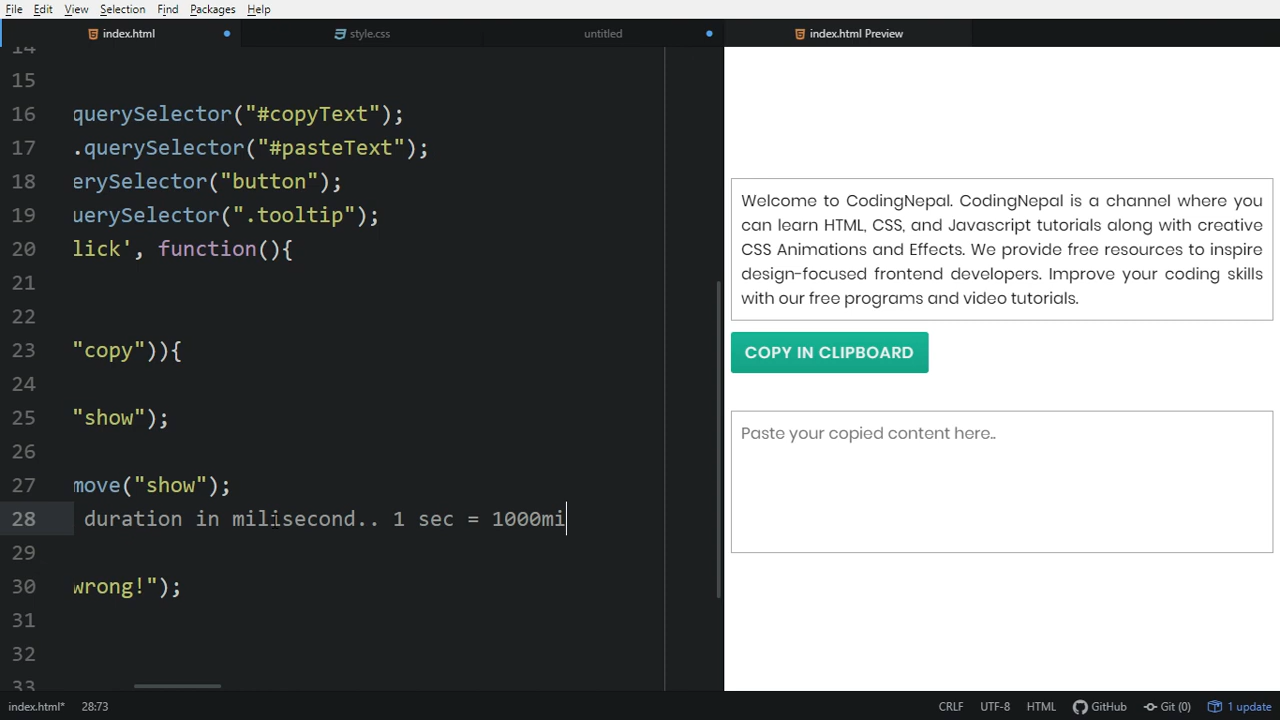 File Edit View Selection Find Packages Help
index.html style.css untitled index.html Preview
14
15
16 querySelector("#copyText");
17 .querySelector("#pasteText");
18 erySelector("button");
19 uerySelector(".tooltip");
20 lick', function(){
21
22
23 "copy")){
24
25 "show");
26
27 move("show");
28 duration in milisecond.. 1 sec = 1000mi
29
30 wrong!");
31
32
33
Welcome to CodingNepal. CodingNepal is a channel where you
can learn HTML, CSS, and Javascript tutorials along with creative
CSS Animations and Effects. We provide free resources to inspire
design-focused frontend developers. Improve your coding skills
with our free programs and video tutorials.
COPY IN CLIPBOARD
Paste your copied content here..
index.html* 28:73 CRLF UTF-8 HTML GitHub Git (0) 1 update